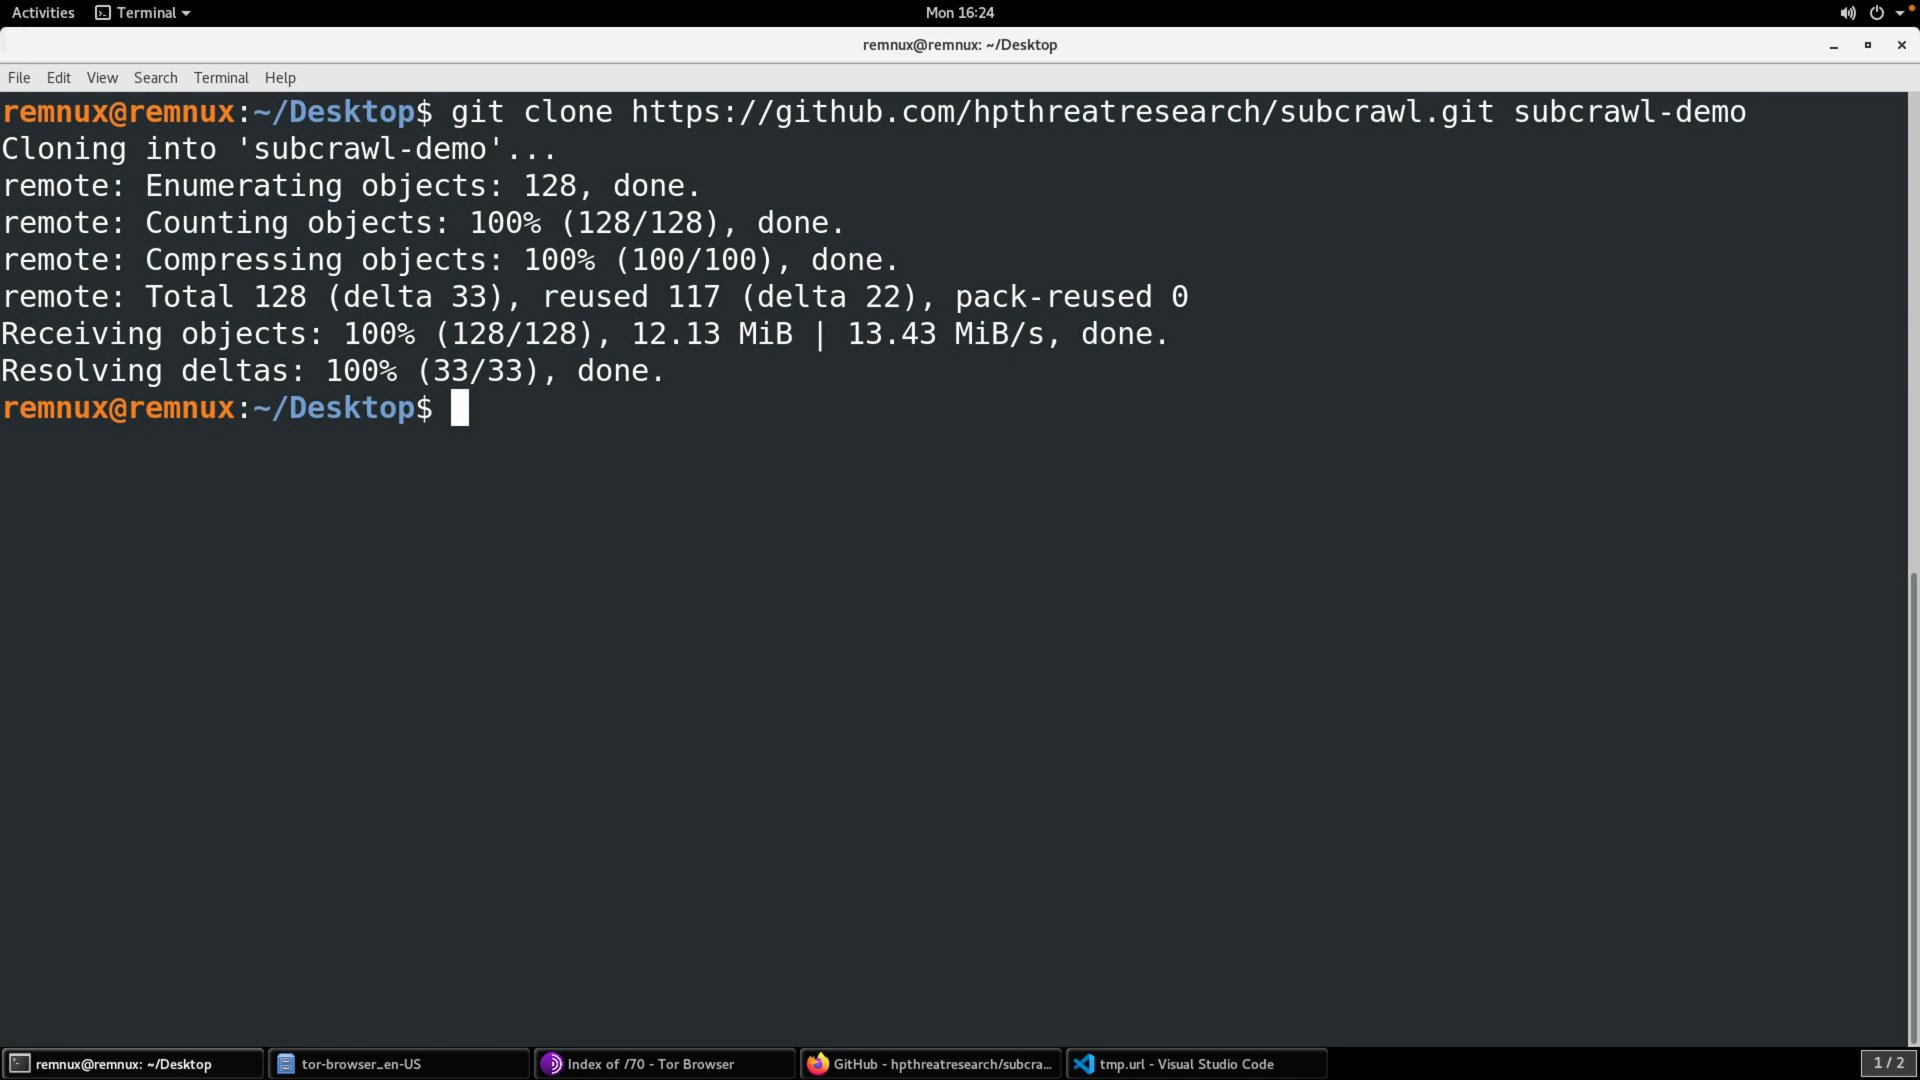 Activities Terminal Mon 16:24
remnux@remnux: ~/Desktop
File Edit View Search Terminal Help
remnux@remnux:~/Desktop$ git clone https://github.com/hpthreatresearch/subcrawl.git subcrawl-demo
Cloning into 'subcrawl-demo'...
remote: Enumerating objects: 128, done.
remote: Counting objects: 100% (128/128), done.
remote: Compressing objects: 100% (100/100), done.
remote: Total 128 (delta 33), reused 117 (delta 22), pack-reused 0
Receiving objects: 100% (128/128), 12.13 MiB | 13.43 MiB/s, done.
Resolving deltas: 100% (33/33), done.
remnux@remnux:~/Desktop$
remnux@remnux: ~/Desktop tor-browser_en-US Index of /70 - Tor Browser GitHub - hpthreatresearch/subcra... tmp.url - Visual Studio Code 1 / 2